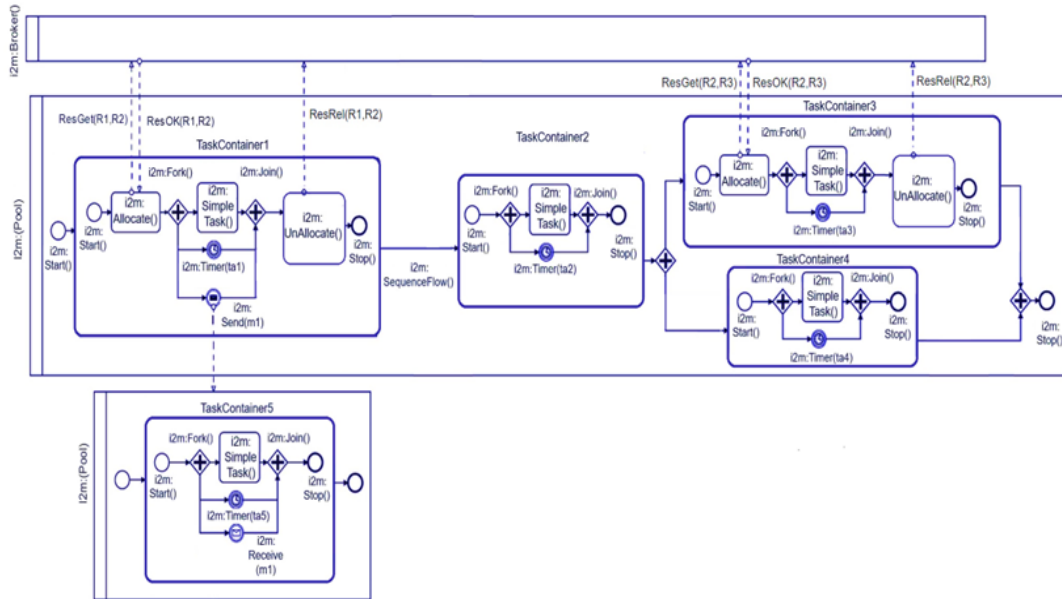 i2m:Broker()
ResGet(R1,R2)
ResOK(R1,R2)
ResRel(R1,R2)
ResGet(R2,R3)
ResOK(R2,R3)
ResRel(R2,R3)
i2m:(Pool)
i2m:
Start()
TaskContainer1
i2m:
Start()
i2m:
Allocate()
i2m:Fork()
i2m:
Simple
Task()
i2m:Join()
i2m:Timer(ta1)
i2m:
Send(m1)
i2m:
UnAllocate()
i2m:
Stop()
i2m:
SequenceFlow()
TaskContainer2
i2m:Fork()
i2m:Join()
i2m:
Start()
i2m:
Simple
Task()
i2m:Timer(ta2)
i2m:
Stop()
TaskContainer3
i2m:Fork()
i2m:Join()
i2m:
Start()
i2m:
Allocate()
i2m:
Simple
Task()
i2m:Timer(ta3)
i2m:
UnAllocate()
i2m:
Stop()
TaskContainer4
i2m:Fork()
i2m:Join()
i2m:
Start()
i2m:
Simple
Task()
i2m:Timer(ta4)
i2m:
Stop()
i2m:
Stop()
i2m:(Pool)
TaskContainer5
i2m:Fork()
i2m:Join()
i2m:
Start()
i2m:
Simple
Task()
i2m:Timer(ta5)
i2m:
Receive
(m1)
i2m:
Stop()